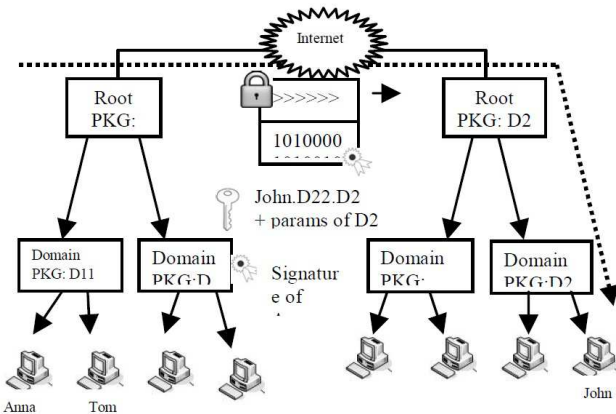 Internet
Root
PKG:
>>>>>>
1010000
Root
PKG: D2
John.D22.D2
+ params of D2
Domain
PKG: D11
Domain
PKG:D
Signatur
e of
Domain
PKG:
Domain
PKG:D2
Anna
Tom
John